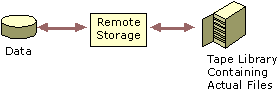 Remote
Storage
Data
Tape Library
Containing
Actual Files